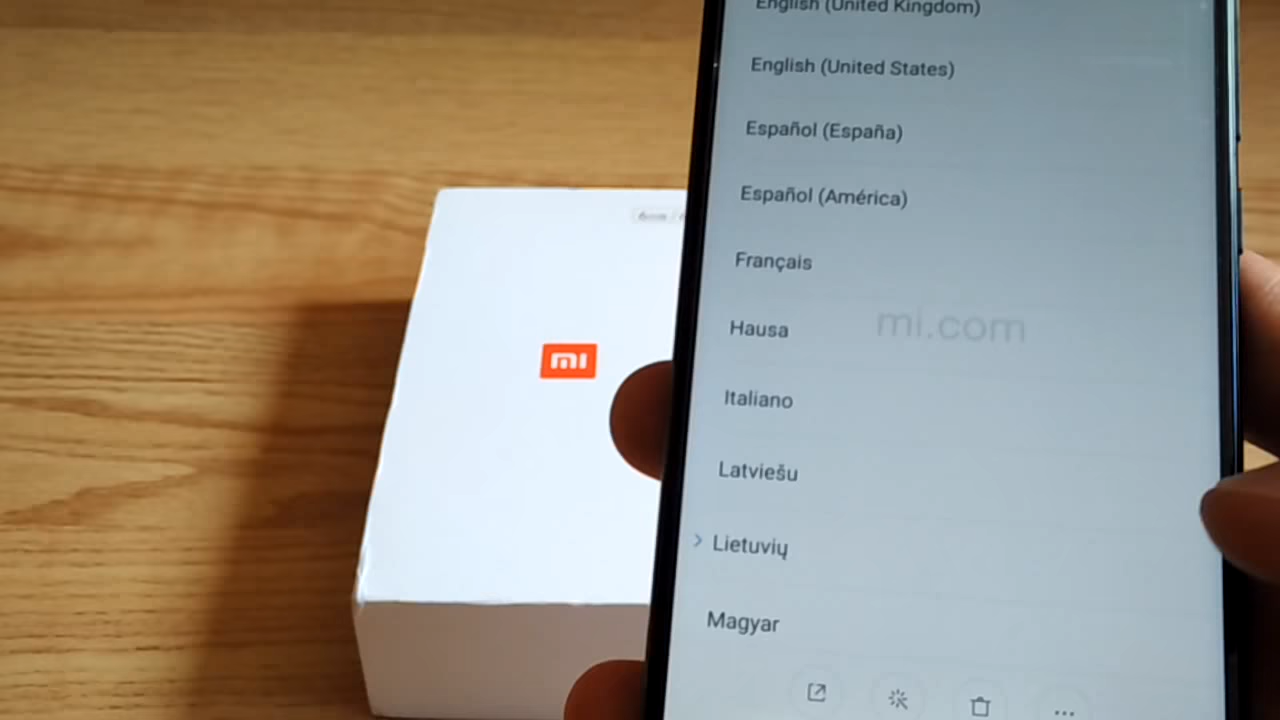 English (United Kingdom)
English (United States)
Español (España)
Español (América)
Français
Hausa
mi.com
Italiano
Latviešu
Lietuvių
Magyar
mi